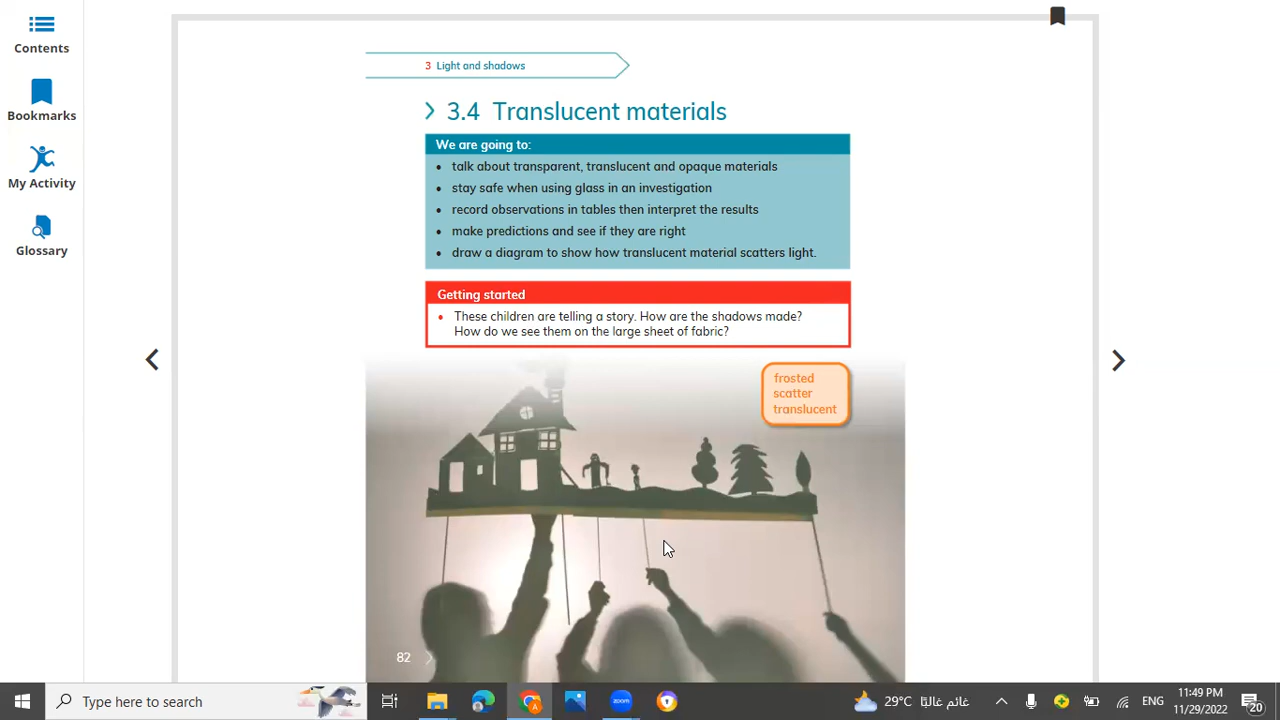 Contents
Bookmarks
My Activity
Glossary
3 Light and shadows
3.4 Translucent materials
We are going to:
• talk about transparent, translucent and opaque materials
• stay safe when using glass in an investigation
• record observations in tables then interpret the results
• make predictions and see if they are right
• draw a diagram to show how translucent material scatters light.
Getting started
• These children are telling a story. How are the shadows made?
How do we see them on the large sheet of fabric?
frosted
scatter
translucent
82
Type here to search
zoom
29°C غائم غالبًا
ENG
11:49 PM
11/29/2022
20